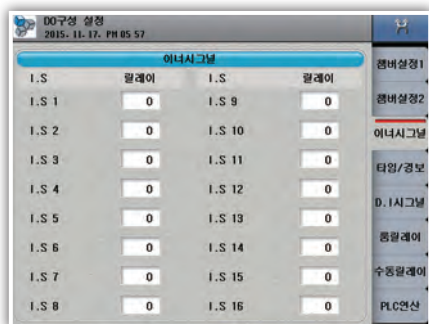 DO구성 설정
2015. 11. 17. PM 05 57
이너시그널
I.S 릴레이 I.S 릴레이
I.S 1 0 I.S 9 0
I.S 2 0 I.S 10 0
I.S 3 0 I.S 11 0
I.S 4 0 I.S 12 0
I.S 5 0 I.S 13 0
I.S 6 0 I.S 14 0
I.S 7 0 I.S 15 0
I.S 8 0 I.S 16 0
챔버설정1
챔버설정2
이너시그널
타임/경보
D.I시그널
통릴레이
수동릴레이
PLC연산